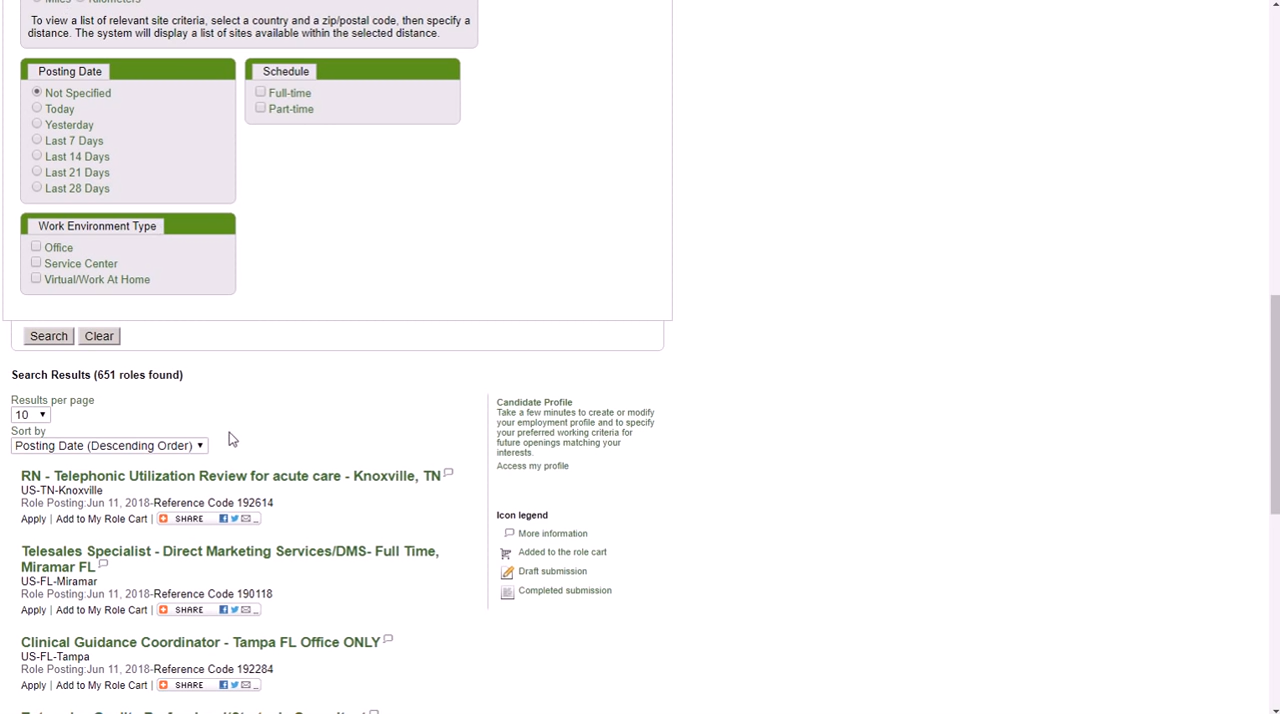 To view a list of relevant site criteria, select a country and a zip/postal code, then specify a
distance. The system will display a list of sites available within the selected distance.
Posting Date
Not Specified
Today
Yesterday
Last 7 Days
Last 14 Days
Last 21 Days
Last 28 Days
Schedule
Full-time
Part-time
Work Environment Type
Office
Service Center
Virtual/Work At Home
Search
Clear
Search Results (651 roles found)
Results per page
10
Sort by
Posting Date (Descending Order)
RN - Telephonic Utilization Review for acute care - Knoxville, TN
US-TN-Knoxville
Role Posting:Jun 11, 2018-Reference Code 192614
Apply | Add to My Role Cart | SHARE
Telesales Specialist - Direct Marketing Services/DMS- Full Time,
Miramar FL
US-FL-Miramar
Role Posting:Jun 11, 2018-Reference Code 190118
Apply | Add to My Role Cart | SHARE
Clinical Guidance Coordinator - Tampa FL Office ONLY
US-FL-Tampa
Role Posting:Jun 11, 2018-Reference Code 192284
Apply | Add to My Role Cart | SHARE
Candidate Profile
Take a few minutes to create or modify
your employment profile and to specify
your preferred working criteria for
future openings matching your
interests.
Access my profile
Icon legend
More information
Added to the role cart
Draft submission
Completed submission